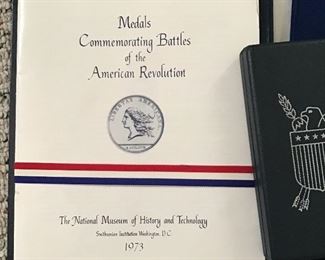 Medals
Commemorating Battles
of the
American Revolution
LIBERTAS AMERICANA
The National Museum of History and Technology
Smithsonian Institution Washington, D.C.
1973